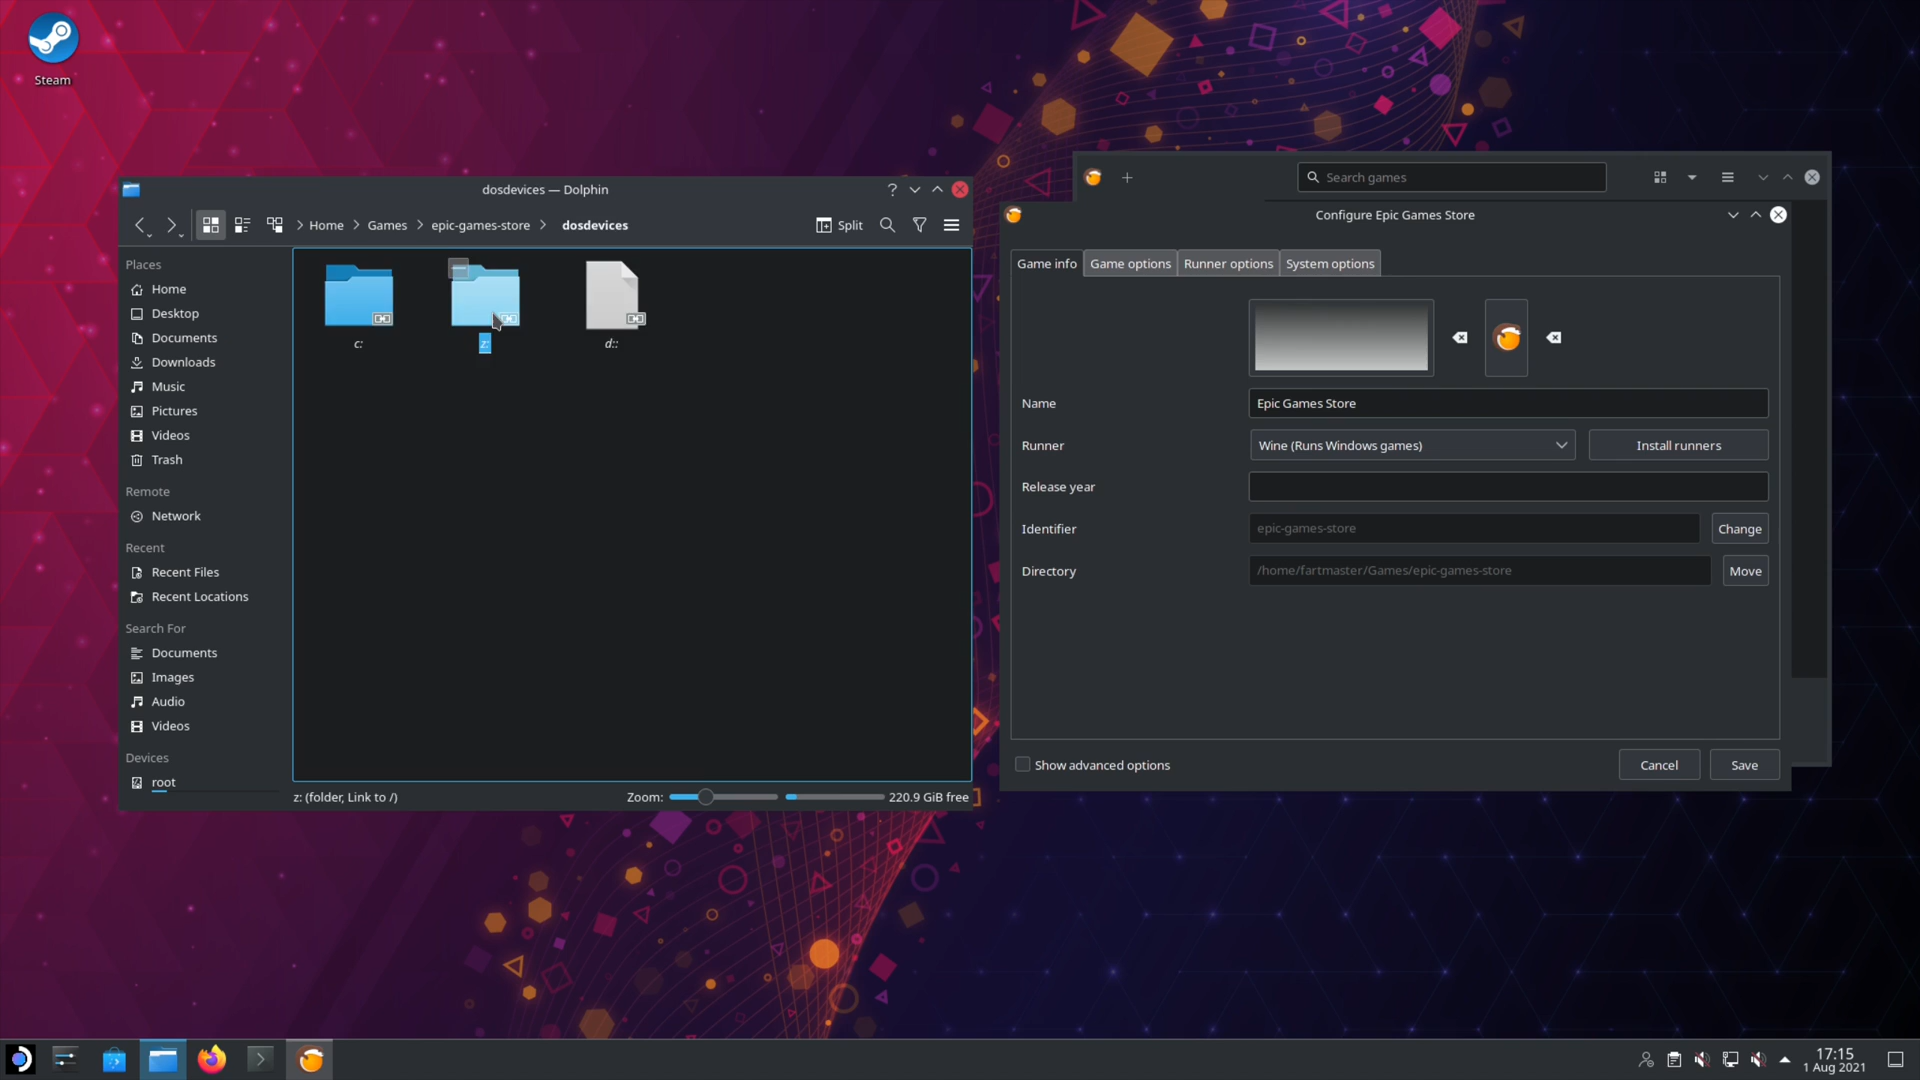 Steam
dosdevices — Dolphin
Home
Games
epic-games-store
dosdevices
Split
Places
Home
Desktop
Documents
Downloads
Music
Pictures
Videos
Trash
Remote
Network
Recent
Recent Files
Recent Locations
Search For
Documents
Images
Audio
Videos
Devices
root
c:
z:
d::
z: (folder, Link to /)
Zoom:
220.9 GiB free
Search games
Configure Epic Games Store
Game info
Game options
Runner options
System options
Name
Epic Games Store
Runner
Wine (Runs Windows games)
Install runners
Release year
Identifier
epic-games-store
Change
Directory
/home/fartmaster/Games/epic-games-store
Move
Show advanced options
Cancel
Save
17:15
1 Aug 2021